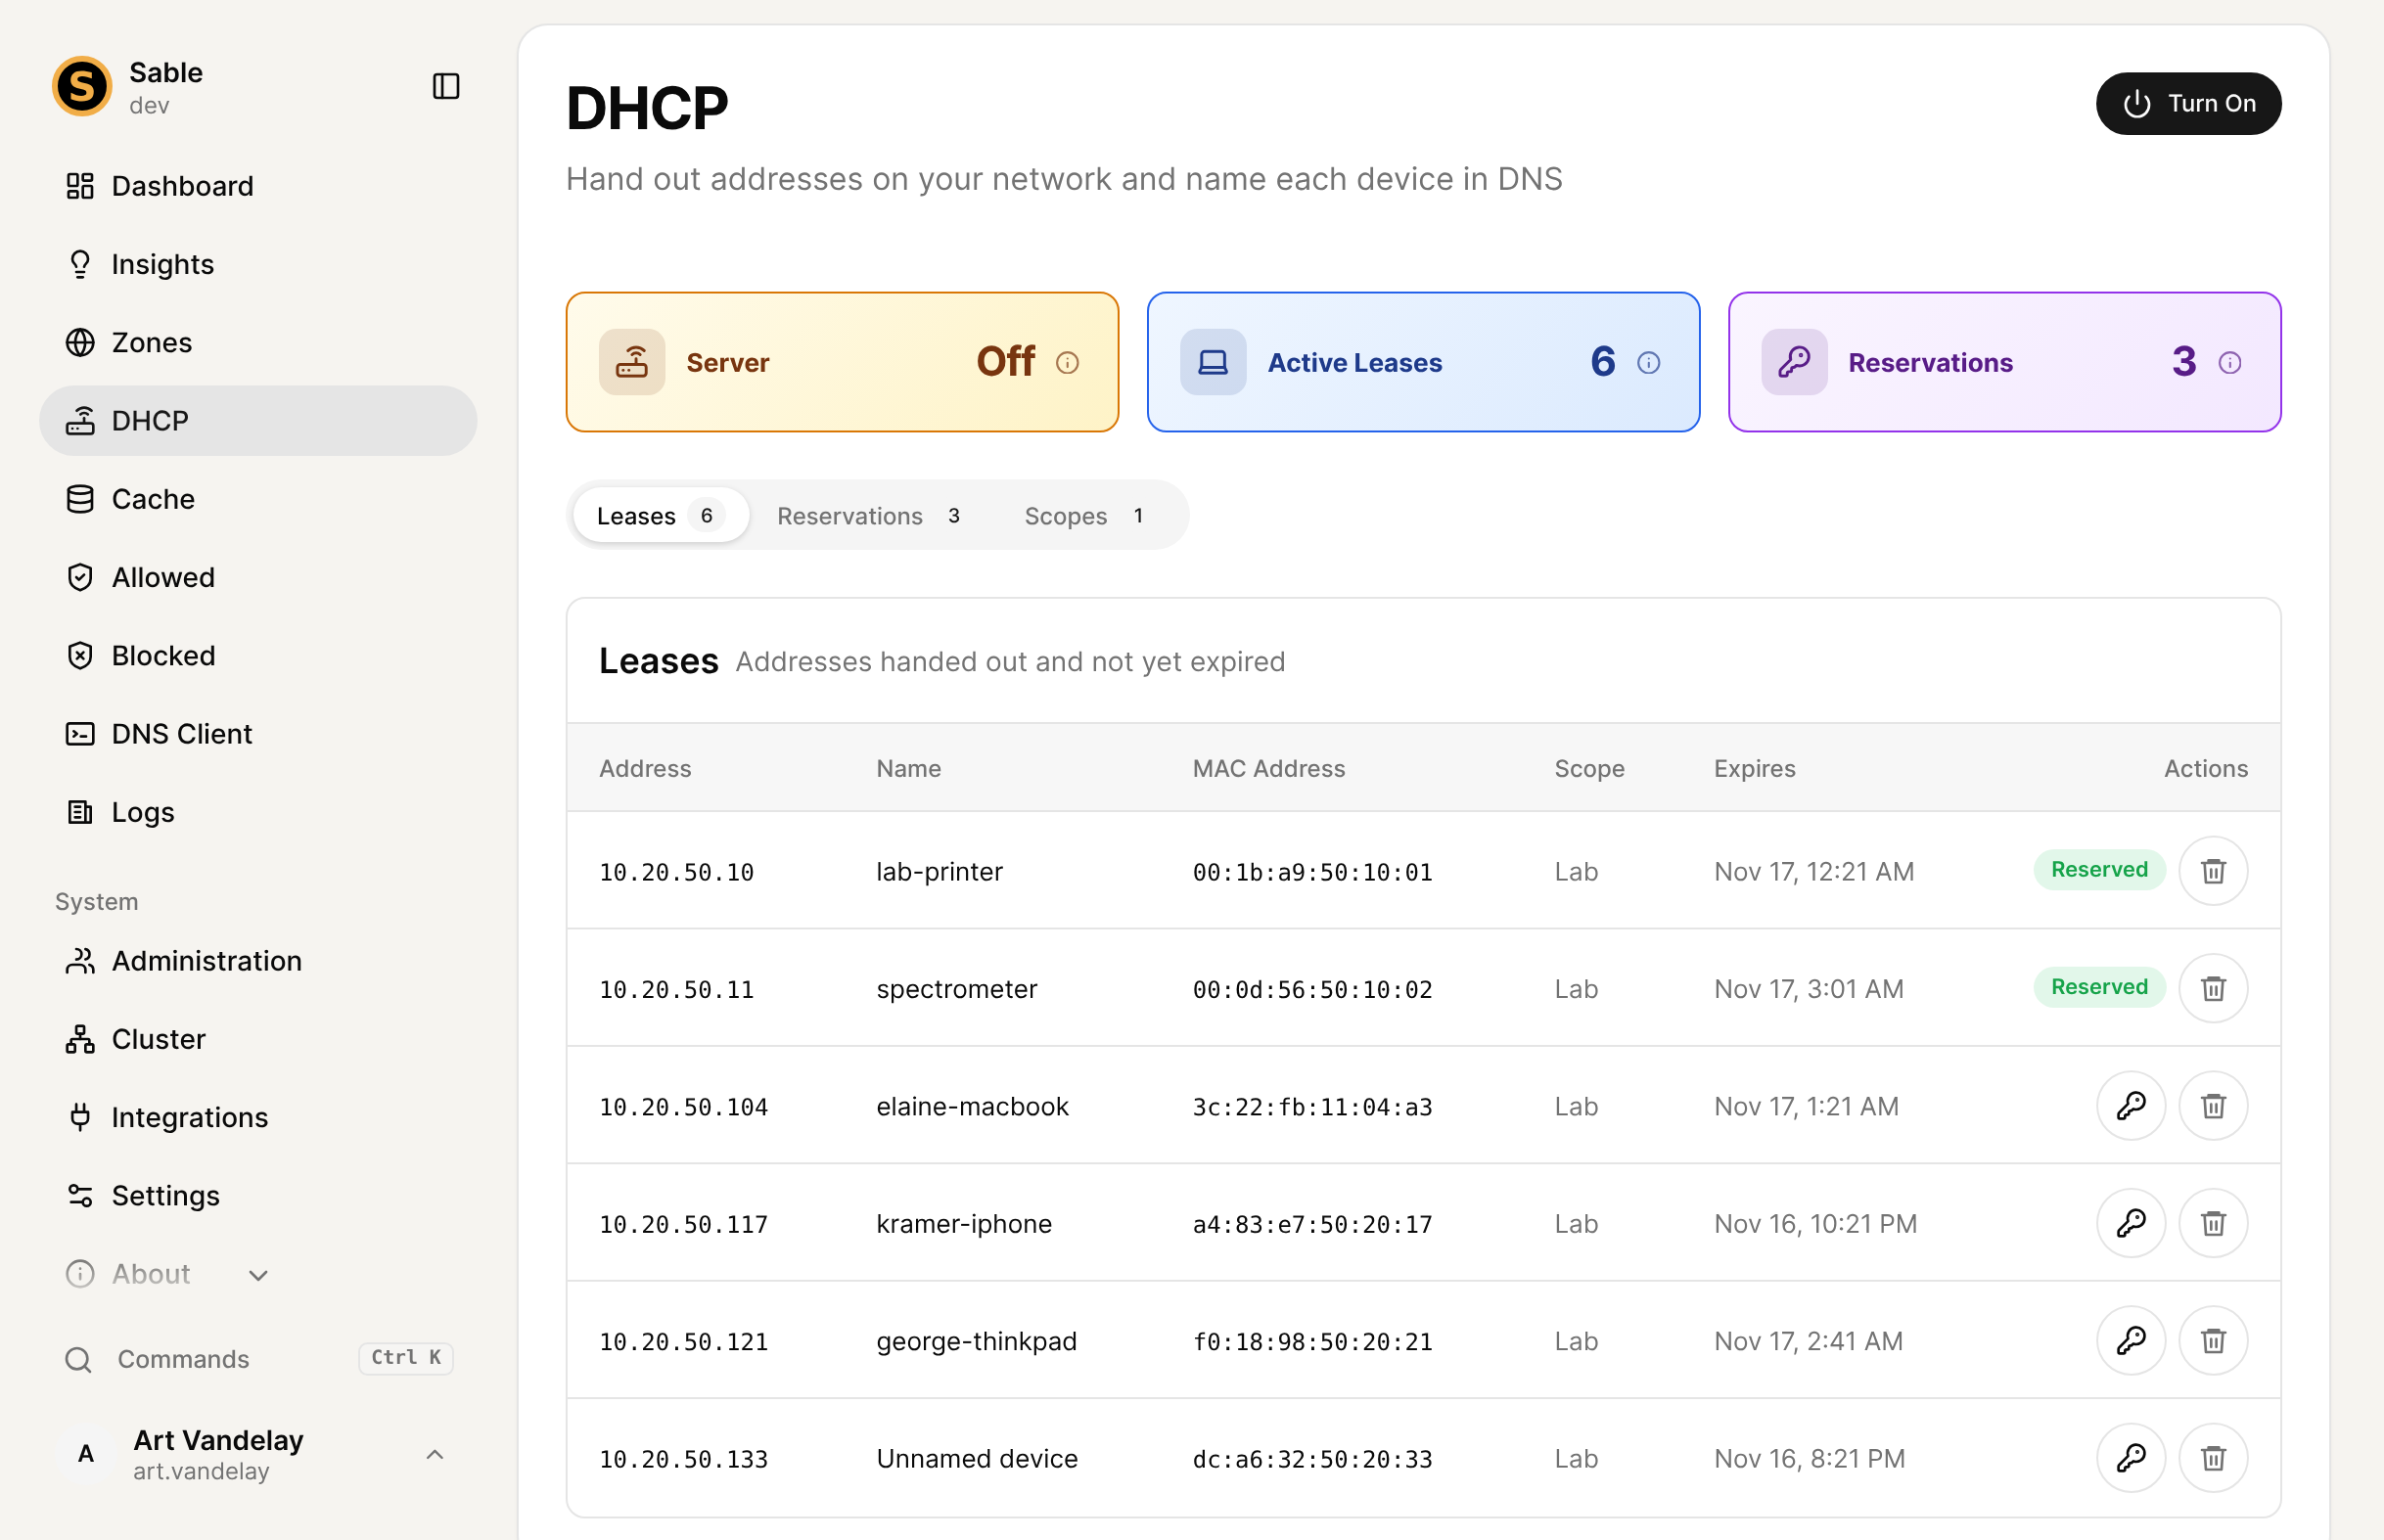 S
Sable
dev
Dashboard
Insights
Zones
DHCP
Cache
Allowed
Blocked
DNS Client
Logs
System
Administration
Cluster
Integrations
Settings
About
Commands Ctrl K
A
Art Vandelay
art.vandelay
DHCP
Turn On
Hand out addresses on your network and name each device in DNS
Server Off
Active Leases 6
Reservations 3
Leases 6 Reservations 3 Scopes 1
Leases Addresses handed out and not yet expired
Address Name MAC Address Scope Expires Actions
10.20.50.10 lab-printer 00:1b:a9:50:10:01 Lab Nov 17, 12:21 AM Reserved
10.20.50.11 spectrometer 00:0d:56:50:10:02 Lab Nov 17, 3:01 AM Reserved
10.20.50.104 elaine-macbook 3c:22:fb:11:04:a3 Lab Nov 17, 1:21 AM
10.20.50.117 kramer-iphone a4:83:e7:50:20:17 Lab Nov 16, 10:21 PM
10.20.50.121 george-thinkpad f0:18:98:50:20:21 Lab Nov 17, 2:41 AM
10.20.50.133 Unnamed device dc:a6:32:50:20:33 Lab Nov 16, 8:21 PM